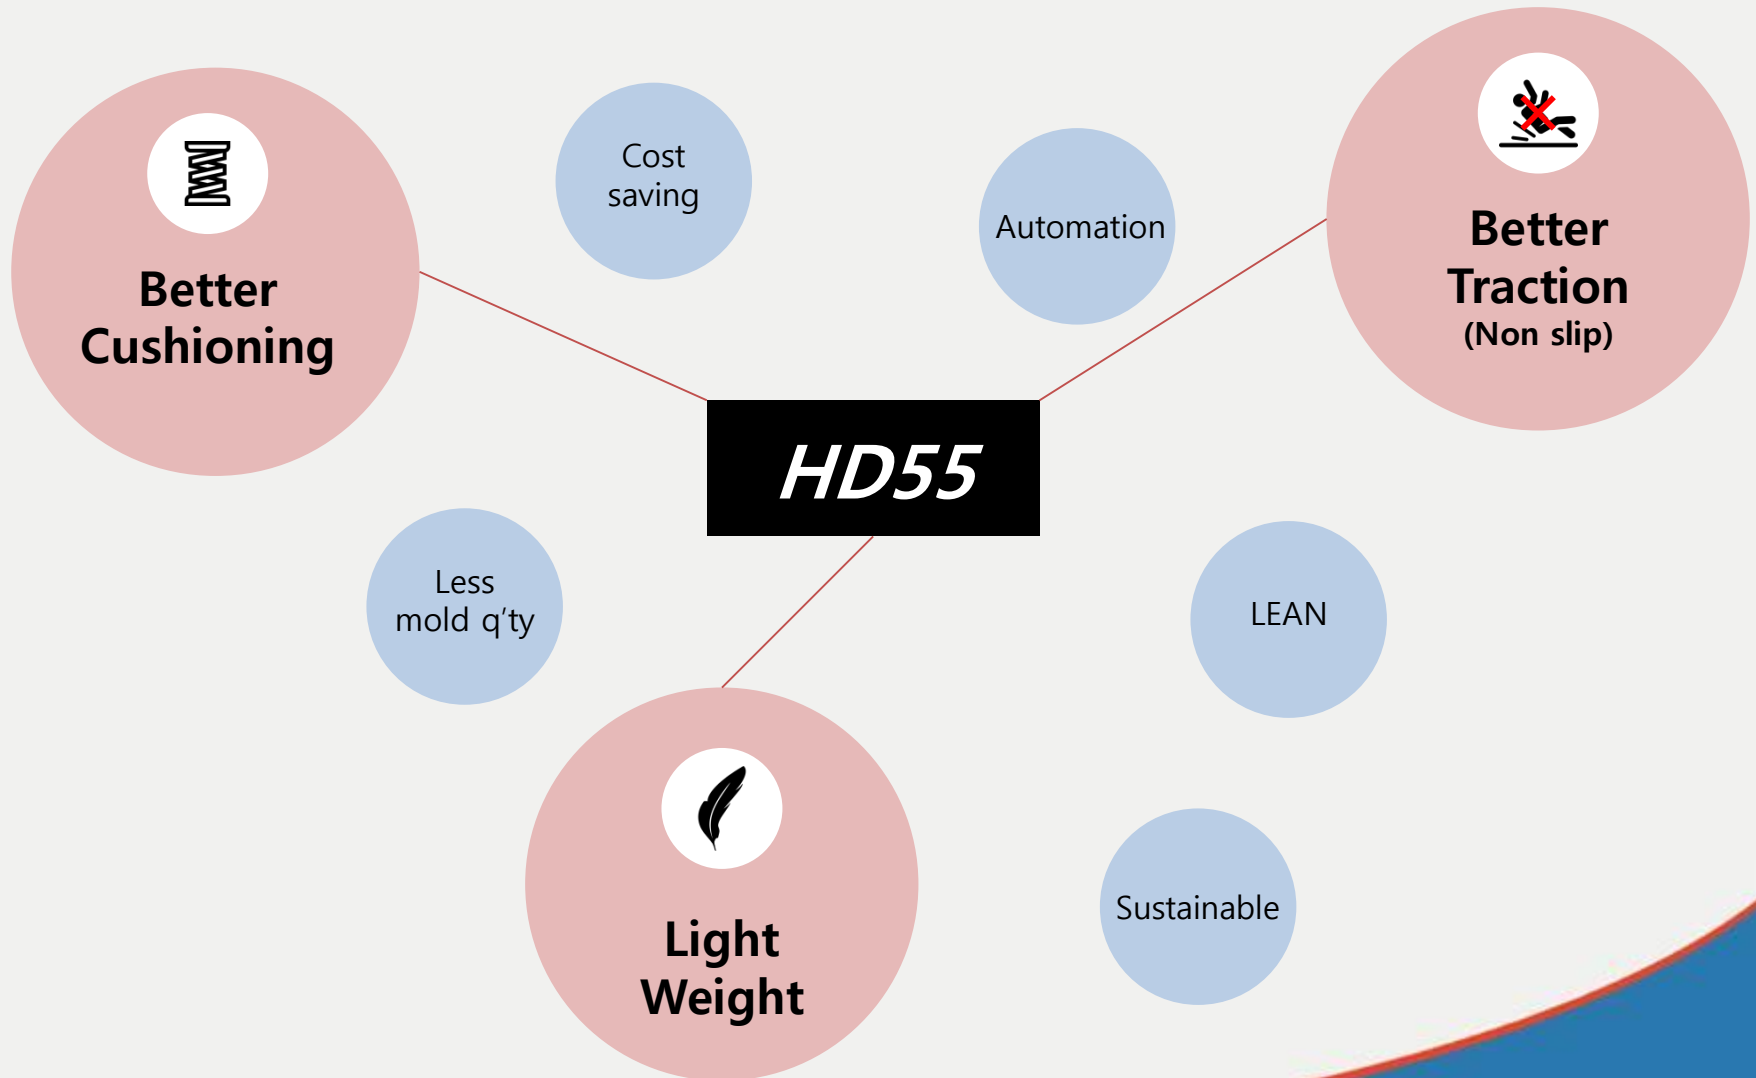 Better
Cushioning
Cost
saving
Automation
Better
Traction
(Non slip)
HD55
Less
mold q’ty
LEAN
Light
Weight
Sustainable